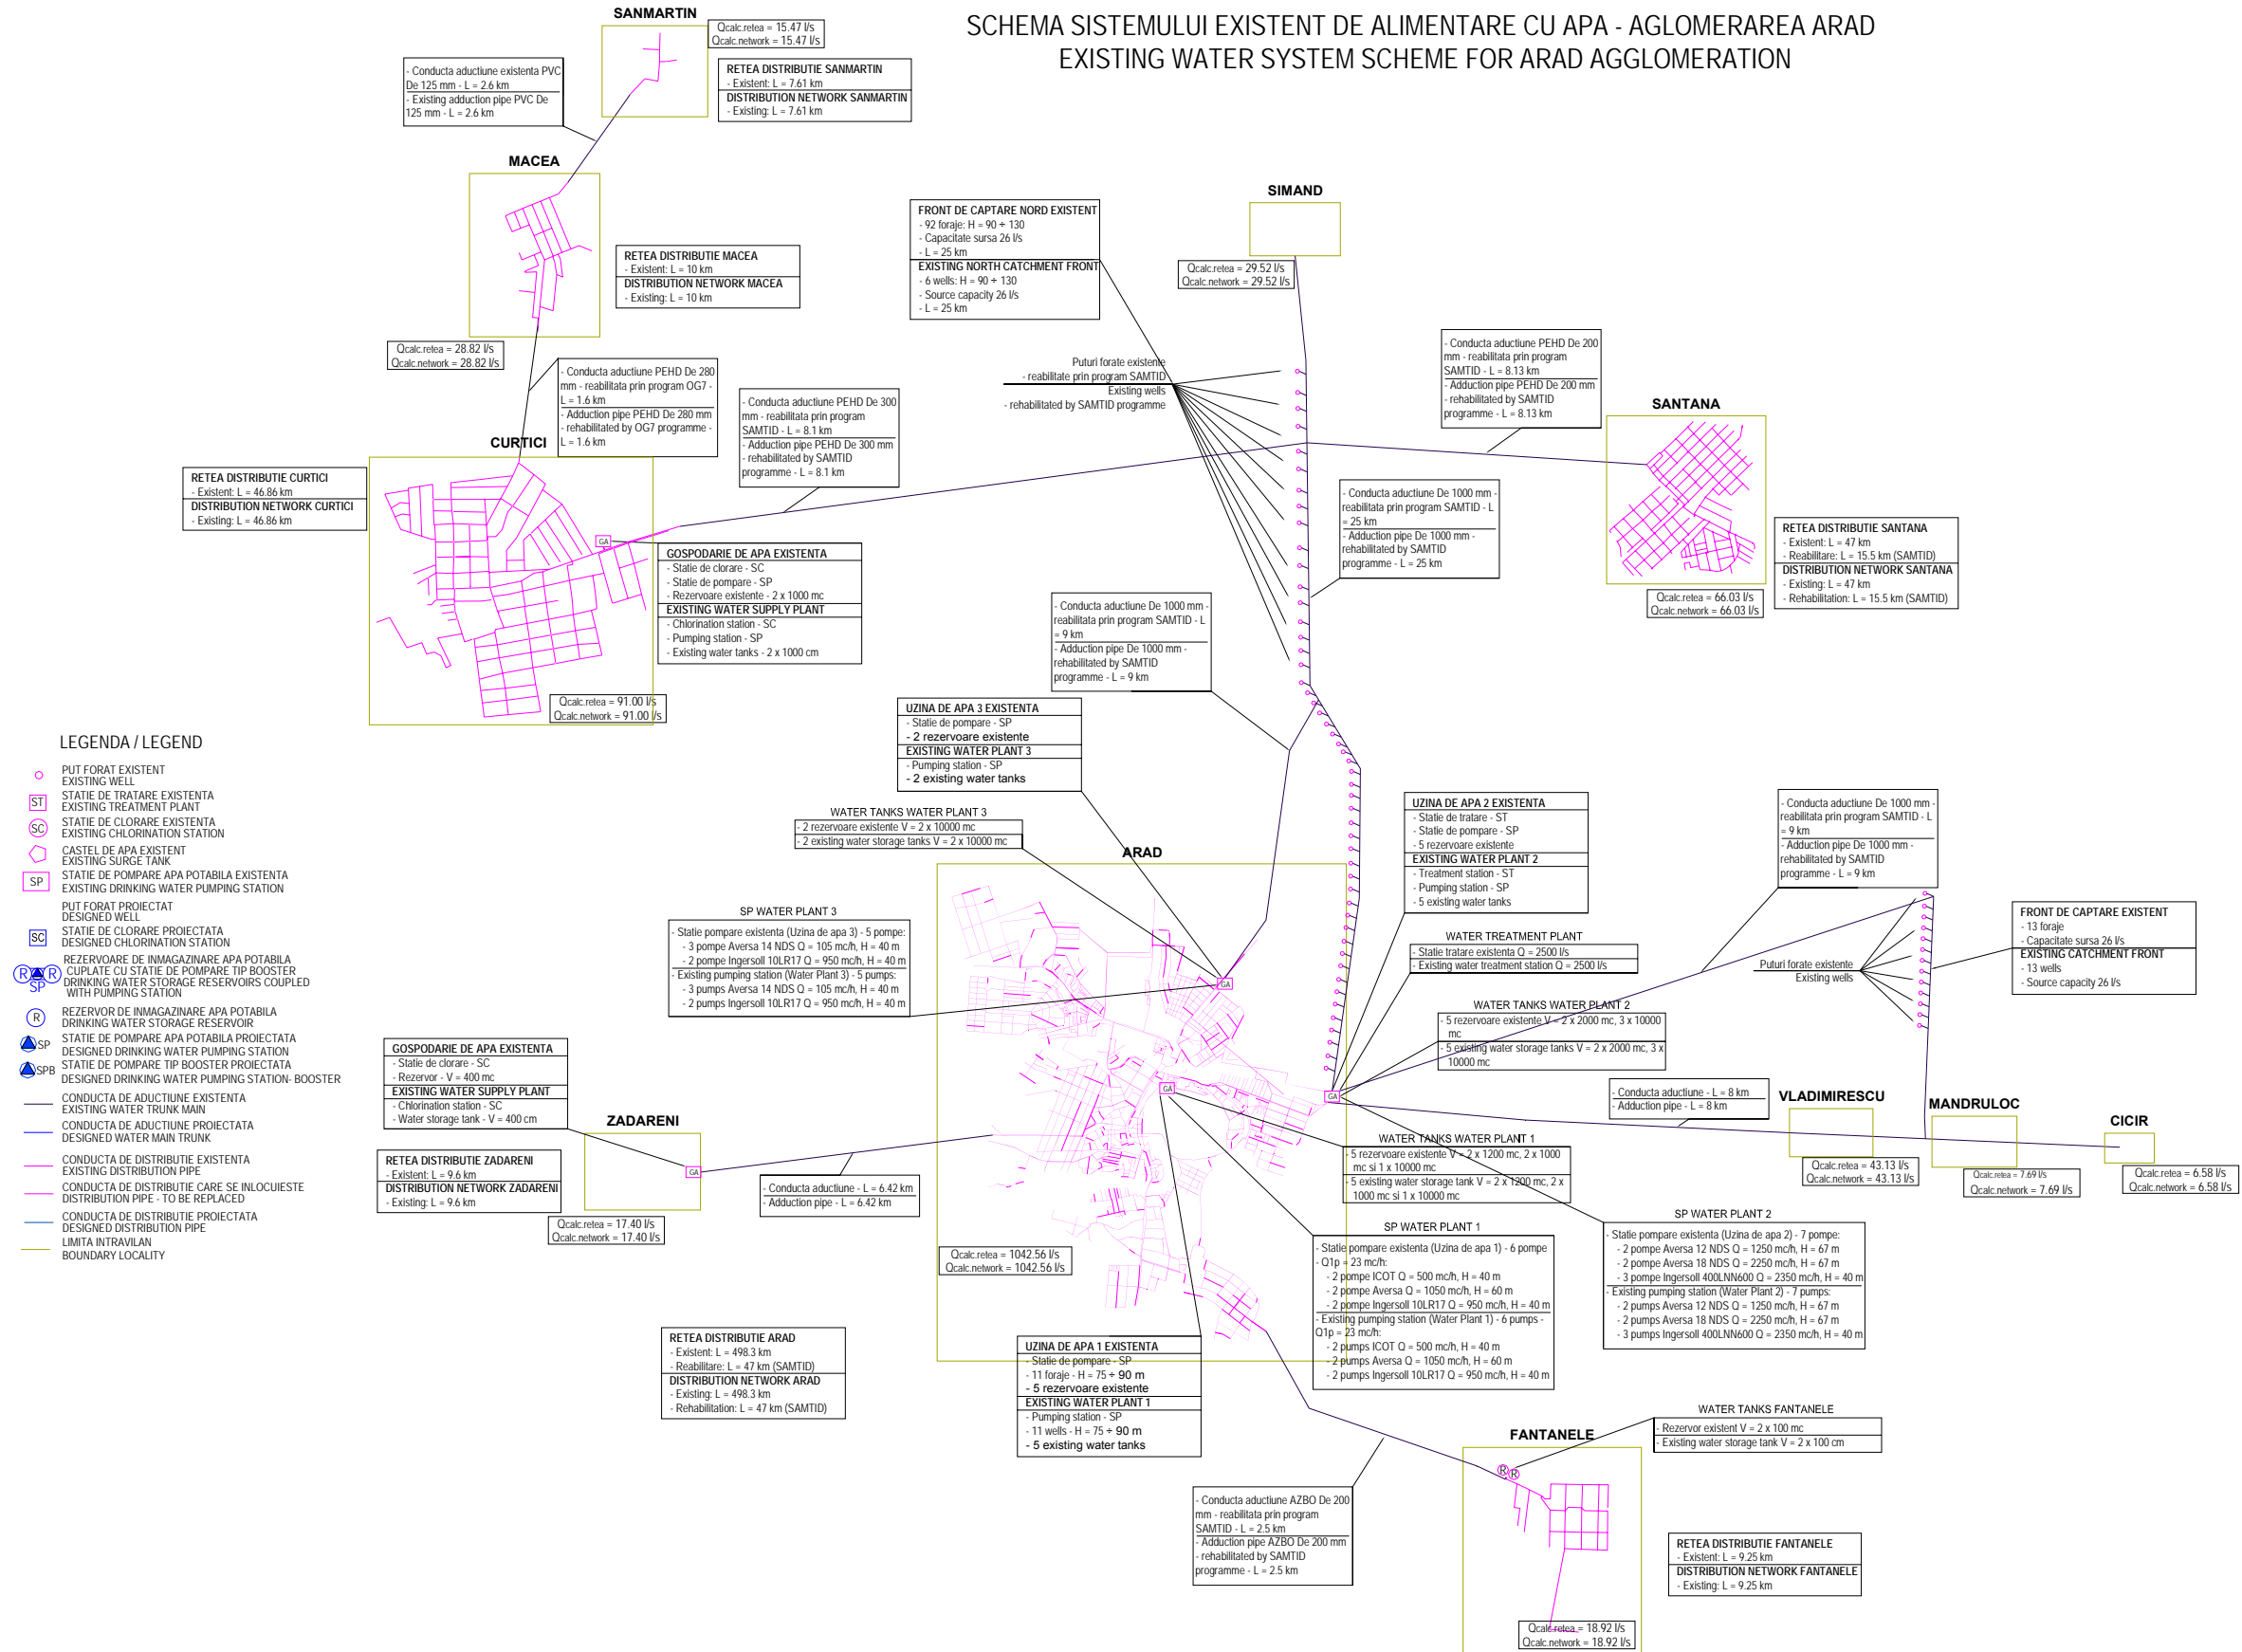 SCHEMA SISTEMULUI EXISTENT DE ALIMENTARE CU APA - AGLOMERAREA ARAD
EXISTING WATER SYSTEM SCHEME FOR ARAD AGGLOMERATION
SANMARTIN
Qcalc.retea = 15.47 l/s
Qcalc.network = 15.47 l/s
- Conducta aductiune existenta PVC
De 125 mm - L = 2.6 km
- Existing adduction pipe PVC De
125 mm - L = 2.6 km
RETEA DISTRIBUTIE SANMARTIN
- Existent: L = 7.61 km
DISTRIBUTION NETWORK SANMARTIN
- Existing: L = 7.61 km
MACEA
RETEA DISTRIBUTIE MACEA
- Existent: L = 10 km
DISTRIBUTION NETWORK MACEA
- Existing: L = 10 km
Qcalc.retea = 28.82 l/s
Qcalc.network = 28.82 l/s
FRONT DE CAPTARE NORD EXISTENT
- 92 foraje: H = 90 ÷ 130
- Capacitate sursa 26 l/s
- L = 25 km
EXISTING NORTH CATCHMENT FRONT
- 6 wells: H = 90 ÷ 130
- Source capacity 26 l/s
- L = 25 km
SIMAND
Qcalc.retea = 29.52 l/s
Qcalc.network = 29.52 l/s
Puturi forate existente
- reabilitate prin program SAMTID
Existing wells
- rehabilitated by SAMTID programme
- Conducta aductiune PEHD De 200
mm - reabilitata prin program
SAMTID - L = 8.13 km
- Adduction pipe PEHD De 200 mm
- rehabilitated by SAMTID
programme - L = 8.13 km
SANTANA
- Conducta aductiune PEHD De 280
mm - reabilitata prin program OG7 -
L = 1.6 km
- Adduction pipe PEHD De 280 mm
- rehabilitated by OG7 programme -
L = 1.6 km
- Conducta aductiune PEHD De 300
mm - reabilitata prin program
SAMTID - L = 8.1 km
- Adduction pipe PEHD De 300 mm
- rehabilitated by SAMTID
programme - L = 8.1 km
CURTICI
RETEA DISTRIBUTIE CURTICI
- Existent: L = 46.86 km
DISTRIBUTION NETWORK CURTICI
- Existing: L = 46.86 km
GA
GOSPODARIE DE APA EXISTENTA
- Statie de clorare - SC
- Statie de pompare - SP
- Rezervoare existente - 2 x 1000 mc
EXISTING WATER SUPPLY PLANT
- Chlorination station - SC
- Pumping station - SP
- Existing water tanks - 2 x 1000 cm
Qcalc.retea = 91.00 l/s
Qcalc.network = 91.00 l/s
- Conducta aductiune De 1000 mm -
reabilitata prin program SAMTID - L
= 25 km
- Adduction pipe De 1000 mm -
rehabilitated by SAMTID
programme - L = 25 km
RETEA DISTRIBUTIE SANTANA
- Existent: L = 47 km
- Reabilitare: L = 15.5 km (SAMTID)
DISTRIBUTION NETWORK SANTANA
- Existing: L = 47 km
- Rehabilitation: L = 15.5 km (SAMTID)
Qcalc.retea = 66.03 l/s
Qcalc.network = 66.03 l/s
- Conducta aductiune De 1000 mm -
reabilitata prin program SAMTID - L
= 9 km
- Adduction pipe De 1000 mm -
rehabilitated by SAMTID
programme - L = 9 km
UZINA DE APA 3 EXISTENTA
- Statie de pompare - SP
- 2 rezervoare existente
EXISTING WATER PLANT 3
- Pumping station - SP
- 2 existing water tanks
WATER TANKS WATER PLANT 3
- 2 rezervoare existente V = 2 x 10000 mc
- 2 existing water storage tanks V = 2 x 10000 mc
ARAD
SP WATER PLANT 3
- Statie pompare existenta (Uzina de apa 3) - 5 pompe:
- 3 pompe Aversa 14 NDS Q = 105 mc/h, H = 40 m
- 2 pompe Ingersoll 10LR17 Q = 950 mc/h, H = 40 m
- Existing pumping station (Water Plant 3) - 5 pumps:
- 3 pumps Aversa 14 NDS Q = 105 mc/h, H = 40 m
- 2 pumps Ingersoll 10LR17 Q = 950 mc/h, H = 40 m
GA
GA
GA
UZINA DE APA 2 EXISTENTA
- Statie de tratare - ST
- Statie de pompare - SP
- 5 rezervoare existente
EXISTING WATER PLANT 2
- Treatment station - ST
- Pumping station - SP
- 5 existing water tanks
WATER TREATMENT PLANT
- Statie tratare existenta Q = 2500 l/s
- Existing water treatment station Q = 2500 l/s
WATER TANKS WATER PLANT 2
- 5 rezervoare existente V = 2 x 2000 mc, 3 x 10000
mc
- 5 existing water storage tanks V = 2 x 2000 mc, 3 x
10000 mc
- Conducta aductiune De 1000 mm -
reabilitata prin program SAMTID - L
= 9 km
- Adduction pipe De 1000 mm -
rehabilitated by SAMTID
programme - L = 9 km
Puturi forate existente
Existing wells
FRONT DE CAPTARE EXISTENT
- 13 foraje
- Capacitate sursa 26 l/s
EXISTING CATCHMENT FRONT
- 13 wells
- Source capacity 26 l/s
- Conducta aductiune - L = 8 km
- Adduction pipe - L = 8 km
VLADIMIRESCU
Qcalc.retea = 43.13 l/s
Qcalc.network = 43.13 l/s
MANDRULOC
Qcalc.retea = 7.69 l/s
Qcalc.network = 7.69 l/s
CICIR
Qcalc.retea = 6.58 l/s
Qcalc.network = 6.58 l/s
LEGENDA / LEGEND
PUT FORAT EXISTENT
EXISTING WELL
ST
STATIE DE TRATARE EXISTENTA
EXISTING TREATMENT PLANT
SC
STATIE DE CLORARE EXISTENTA
EXISTING CHLORINATION STATION
CASTEL DE APA EXISTENT
EXISTING SURGE TANK
SP
STATIE DE POMPARE APA POTABILA EXISTENTA
EXISTING DRINKING WATER PUMPING STATION
PUT FORAT PROIECTAT
DESIGNED WELL
SC
STATIE DE CLORARE PROIECTATA
DESIGNED CHLORINATION STATION
R R
SP
REZERVOARE DE INMAGAZINARE APA POTABILA
CUPLATE CU STATIE DE POMPARE TIP BOOSTER
DRINKING WATER STORAGE RESERVOIRS COUPLED
WITH PUMPING STATION
R
REZERVOR DE INMAGAZINARE APA POTABILA
DRINKING WATER STORAGE RESERVOIR
SP
STATIE DE POMPARE APA POTABILA PROIECTATA
DESIGNED DRINKING WATER PUMPING STATION
SPB
STATIE DE POMPARE TIP BOOSTER PROIECTATA
DESIGNED DRINKING WATER PUMPING STATION- BOOSTER
CONDUCTA DE ADUCTIUNE EXISTENTA
EXISTING WATER TRUNK MAIN
CONDUCTA DE ADUCTIUNE PROIECTATA
DESIGNED WATER MAIN TRUNK
CONDUCTA DE DISTRIBUTIE EXISTENTA
EXISTING DISTRIBUTION PIPE
CONDUCTA DE DISTRIBUTIE CARE SE INLOCUIESTE
DISTRIBUTION PIPE - TO BE REPLACED
CONDUCTA DE DISTRIBUTIE PROIECTATA
DESIGNED DISTRIBUTION PIPE
LIMITA INTRAVILAN
BOUNDARY LOCALITY
GOSPODARIE DE APA EXISTENTA
- Statie de clorare - SC
- Rezervor - V = 400 mc
EXISTING WATER SUPPLY PLANT
- Chlorination station - SC
- Water storage tank - V = 400 cm
ZADARENI
GA
RETEA DISTRIBUTIE ZADARENI
- Existent: L = 9.6 km
DISTRIBUTION NETWORK ZADARENI
- Existing: L = 9.6 km
Qcalc.retea = 17.40 l/s
Qcalc.network = 17.40 l/s
- Conducta aductiune - L = 6.42 km
- Adduction pipe - L = 6.42 km
Qcalc.retea = 1042.56 l/s
Qcalc.network = 1042.56 l/s
WATER TANKS WATER PLANT 1
- 5 rezervoare existente V = 2 x 1200 mc, 2 x 1000
mc si 1 x 10000 mc
- 5 existing water storage tank V = 2 x 1200 mc, 2 x
1000 mc si 1 x 10000 mc
SP WATER PLANT 1
- Statie pompare existenta (Uzina de apa 1) - 6 pompe
- Q1p = 23 mc/h:
- 2 pompe ICOT Q = 500 mc/h, H = 40 m
- 2 pompe Aversa Q = 1050 mc/h, H = 60 m
- 2 pompe Ingersoll 10LR17 Q = 950 mc/h, H = 40 m
- Existing pumping station (Water Plant 1) - 6 pumps -
Q1p = 23 mc/h:
- 2 pumps ICOT Q = 500 mc/h, H = 40 m
- 2 pumps Aversa Q = 1050 mc/h, H = 60 m
- 2 pumps Ingersoll 10LR17 Q = 950 mc/h, H = 40 m
SP WATER PLANT 2
- Statie pompare existenta (Uzina de apa 2) - 7 pompe:
- 2 pompe Aversa 12 NDS Q = 1250 mc/h, H = 67 m
- 2 pompe Aversa 18 NDS Q = 2250 mc/h, H = 67 m
- 3 pompe Ingersoll 400LNN600 Q = 2350 mc/h, H = 40 m
- Existing pumping station (Water Plant 2) - 7 pumps:
- 2 pumps Aversa 12 NDS Q = 1250 mc/h, H = 67 m
- 2 pumps Aversa 18 NDS Q = 2250 mc/h, H = 67 m
- 3 pumps Ingersoll 400LNN600 Q = 2350 mc/h, H = 40 m
RETEA DISTRIBUTIE ARAD
- Existent: L = 498.3 km
- Reabilitare: L = 47 km (SAMTID)
DISTRIBUTION NETWORK ARAD
- Existing: L = 498.3 km
- Rehabilitation: L = 47 km (SAMTID)
UZINA DE APA 1 EXISTENTA
- Statie de pompare - SP
- 11 foraje - H = 75 ÷ 90 m
- 5 rezervoare existente
EXISTING WATER PLANT 1
- Pumping station - SP
- 11 wells - H = 75 ÷ 90 m
- 5 existing water tanks
- Conducta aductiune AZBO De 200
mm - reabilitata prin program
SAMTID - L = 2.5 km
- Adduction pipe AZBO De 200 mm
- rehabilitated by SAMTID
programme - L = 2.5 km
WATER TANKS FANTANELE
- Rezervor existent V = 2 x 100 mc
- Existing water storage tank V = 2 x 100 cm
FANTANELE
R R
RETEA DISTRIBUTIE FANTANELE
- Existent: L = 9.25 km
DISTRIBUTION NETWORK FANTANELE
- Existing: L = 9.25 km
Qcalc.retea = 18.92 l/s
Qcalc.network = 18.92 l/s